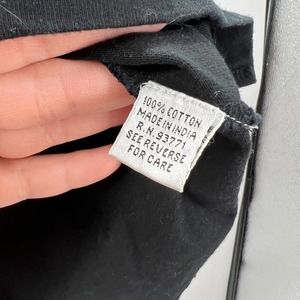 100% COTTON
MADE IN INDIA
R.N. 93771
SEE REVERSE
FOR CARE